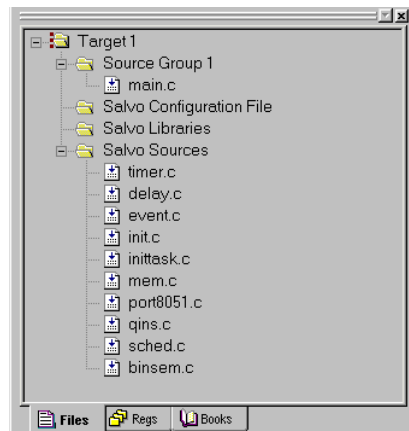 Target 1
Source Group 1
main.c
Salvo Configuration File
Salvo Libraries
Salvo Sources
timer.c
delay.c
event.c
init.c
inittask.c
mem.c
port8051.c
qins.c
sched.c
binsem.c
Files Regs Books